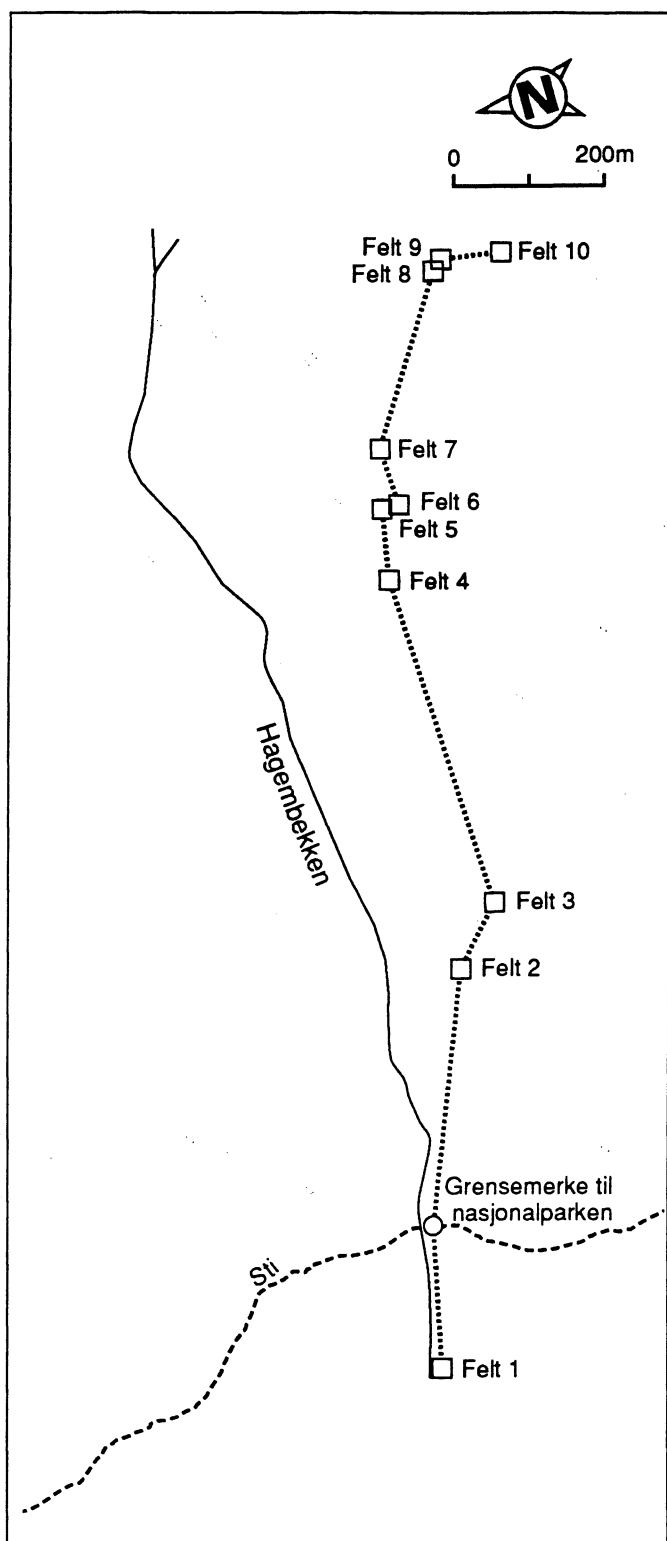 N
0 200m
Felt 9
Felt 10
Felt 8
Felt 7
Felt 6
Felt 5
Felt 4
Hagembekken
Felt 3
Felt 2
Grensemerke til
nasjonalparken
Sti
Felt 1